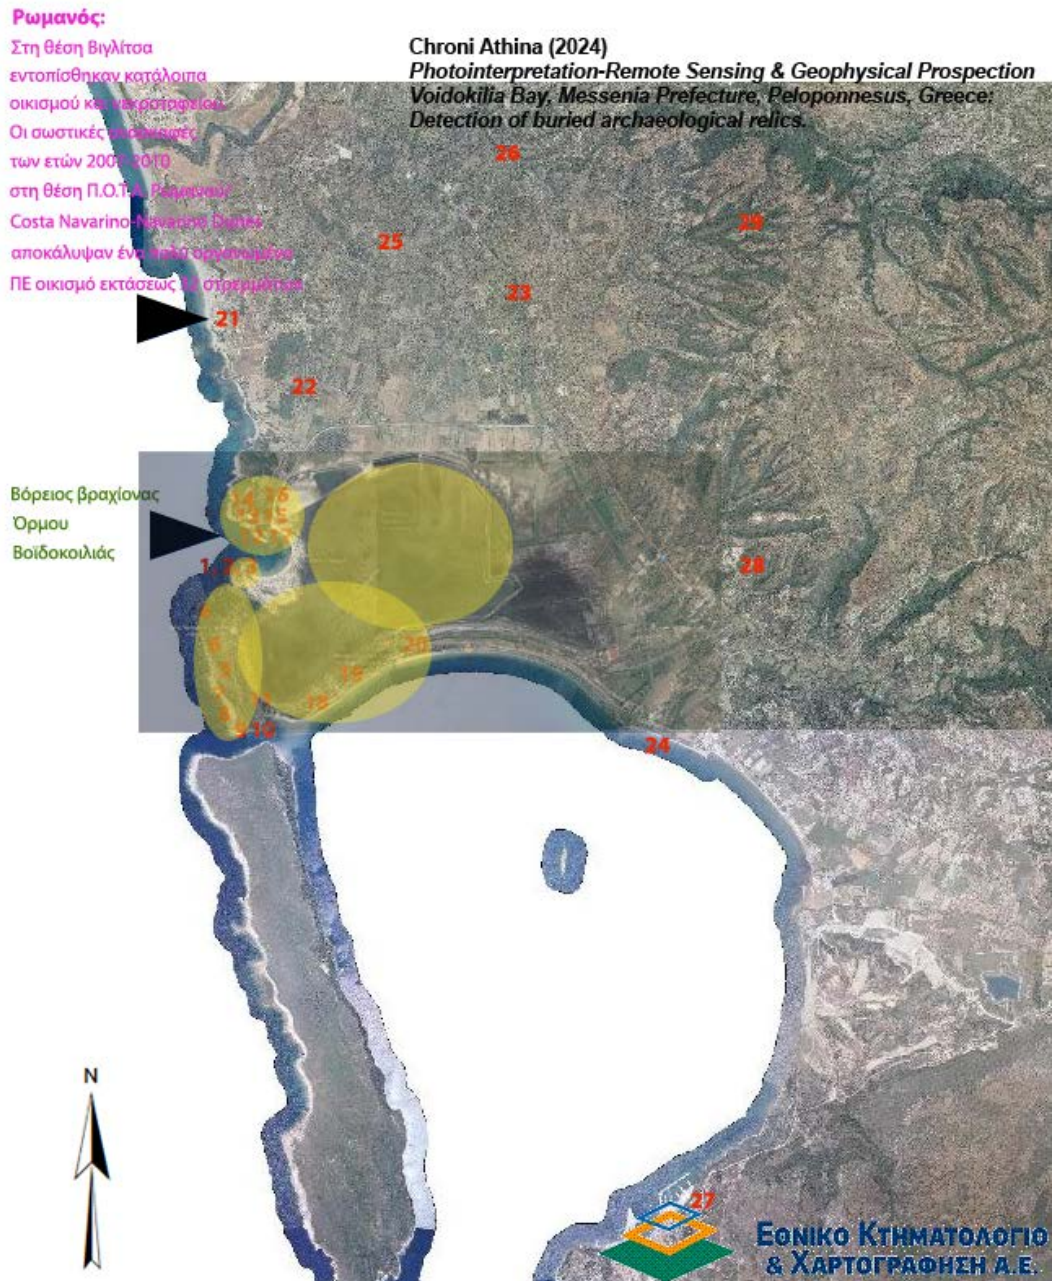 Ρωμανός:
Στη θέση Βιγλίτσα
εντοπίσθηκαν κατάλοιπα
οικισμού και νεκροταφείου.
Οι σωστικές ανασκαφές
των ετών 2007-2010
στη θέση Π.Ο.Τ.Α. Ρωμανού/
Costa Navarino-Navarino Dunes
αποκάλυψαν ένα πολύ οργανωμένο
ΠΕ οικισμό εκτάσεως 32 στρεμμάτων
Chroni Athina (2024)
Photointerpretation-Remote Sensing & Geophysical Prospection
Voidokilia Bay, Messenia Prefecture, Peloponnesus, Greece:
Detection of buried archaeological relics.
26
29
25
23
21
22
Βόρειος βραχίονας
Όρμου
Βοϊδοκοιλιάς
28
20
19
18
10
24
N
27
ΕΘΝΙΚΟ ΚΤΗΜΑΤΟΛΟΓΙΟ
& ΧΑΡΤΟΓΡΑΦΗΣΗ Α.Ε.